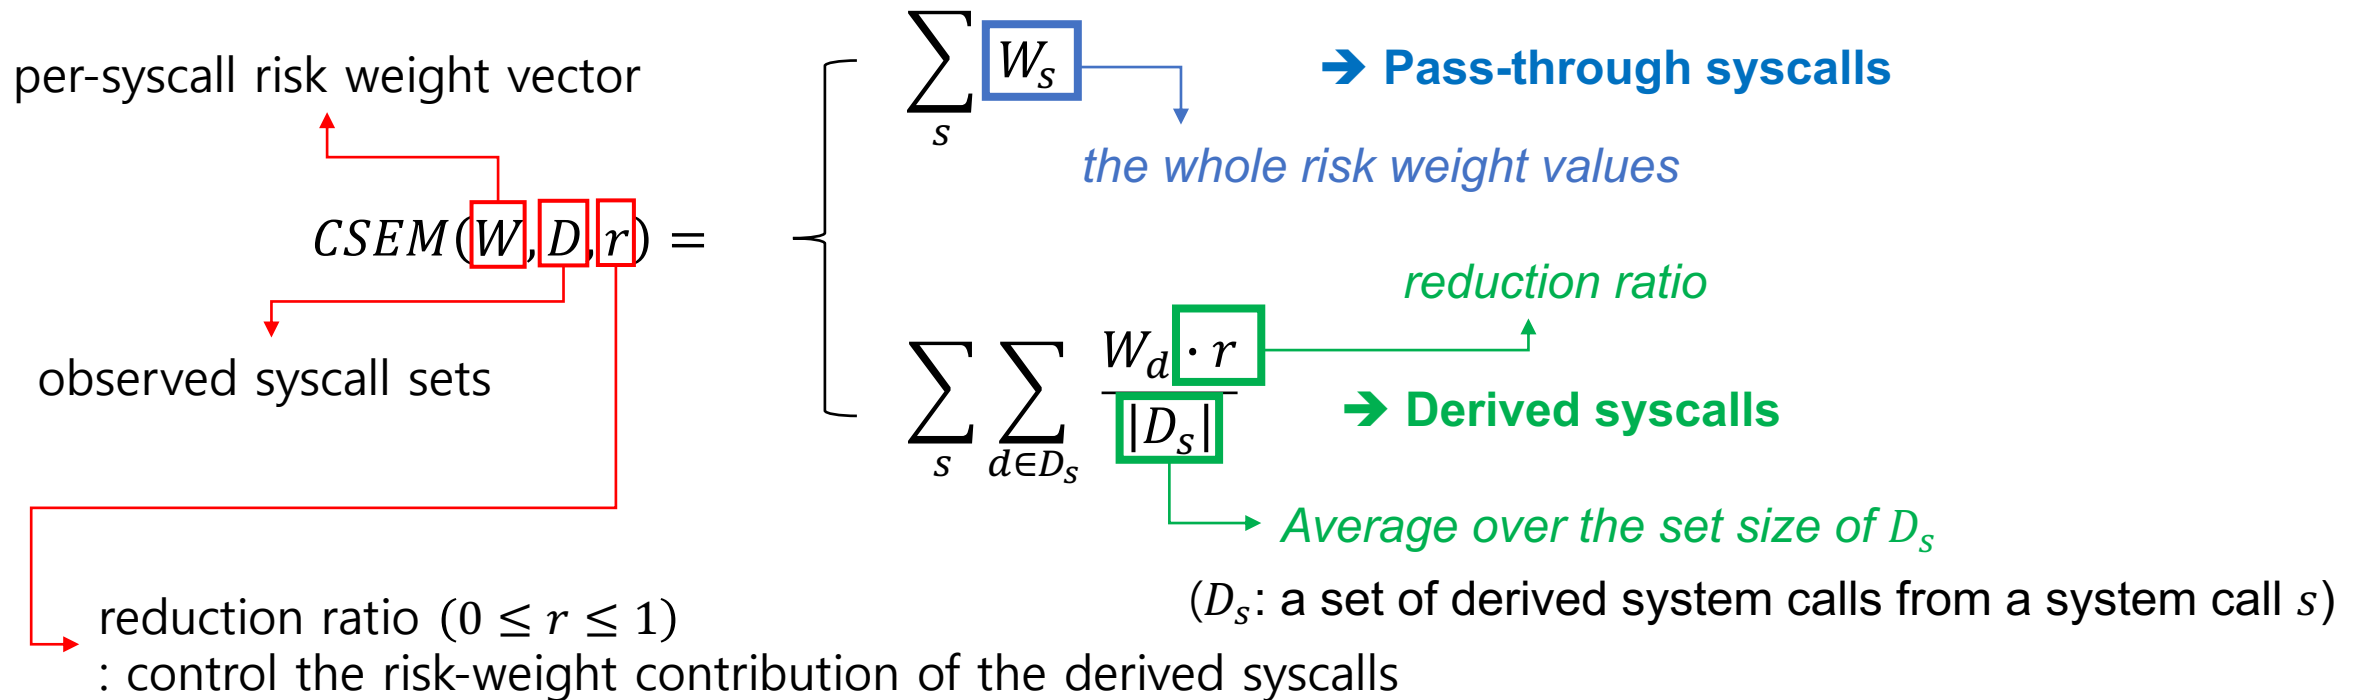 per-syscall risk weight vector
CSEM(W, D, r) =
observed syscall sets
reduction ratio (0 ≤ r ≤ 1)
: control the risk-weight contribution of the derived syscalls
∑_s W_s
➔ Pass-through syscalls
the whole risk weight values
reduction ratio
∑_s ∑_{d∈D_s} (W_d · r) / |D_s|
➔ Derived syscalls
Average over the set size of D_s
(D_s: a set of derived system calls from a system call s)